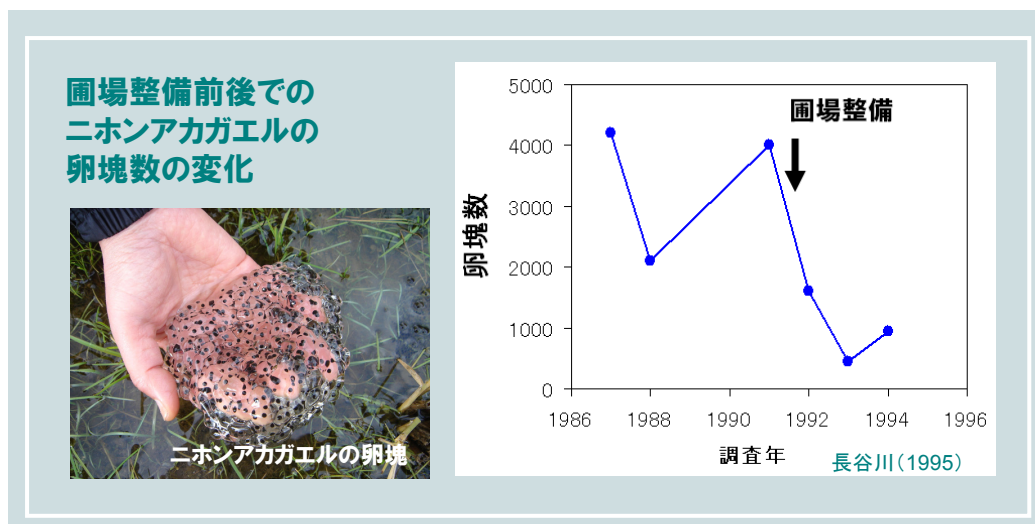 圃場整備前後での
ニホンアカガエルの
卵塊数の変化
ニホンアカガエルの卵塊
圃場整備
卵塊数
5000
4000
3000
2000
1000
0
1986
1988
1990
1992
1994
1996
調査年
長谷川(1995)